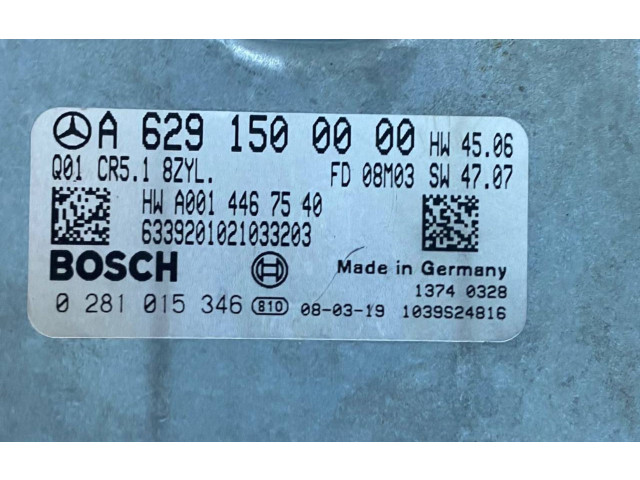 A 629 150 00 00 HW 45.06
Q01 CR5.1 8ZYL. FD 08M03 SW 47.07
HW A001 446 75 40
6339201021033203
BOSCH Made in Germany
1374 0328
0 281 015 346 810 08-03-19 1039S24816